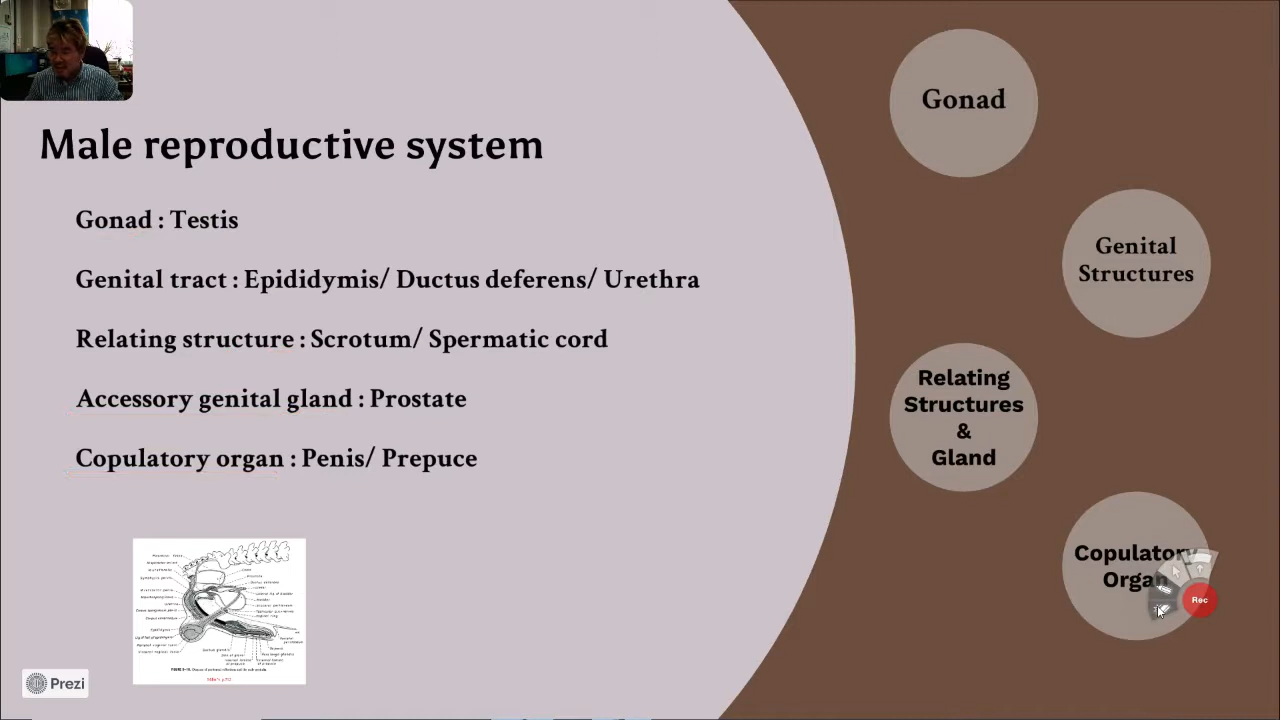 Male reproductive system
Gonad : Testis
Genital tract : Epididymis/ Ductus deferens/ Urethra
Relating structure : Scrotum/ Spermatic cord
Accessory genital gland : Prostate
Copulatory organ : Penis/ Prepuce
Gonad
Genital
Structures
Relating
Structures
&
Gland
Copulatory
Organ
Rec
Prezi